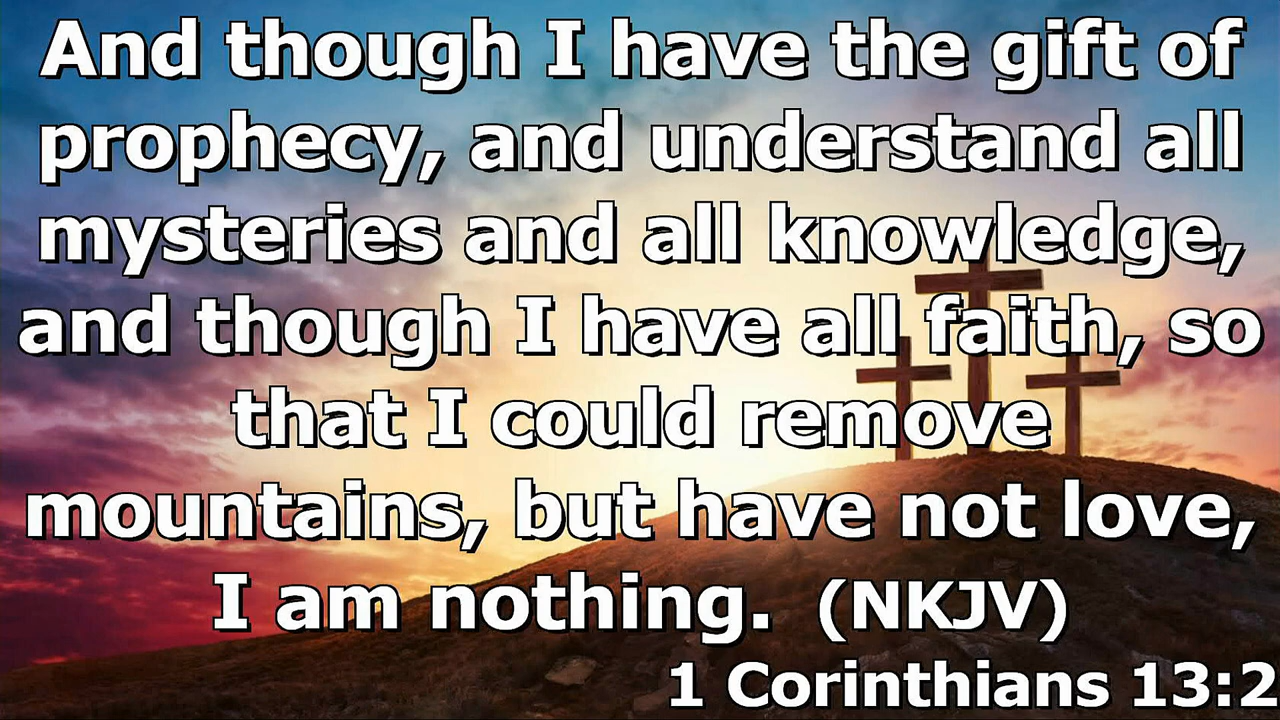 And though I have the gift of
prophecy, and understand all
mysteries and all knowledge,
and though I have all faith, so
that I could remove
mountains, but have not love,
I am nothing.  (NKJV)
1 Corinthians 13:2